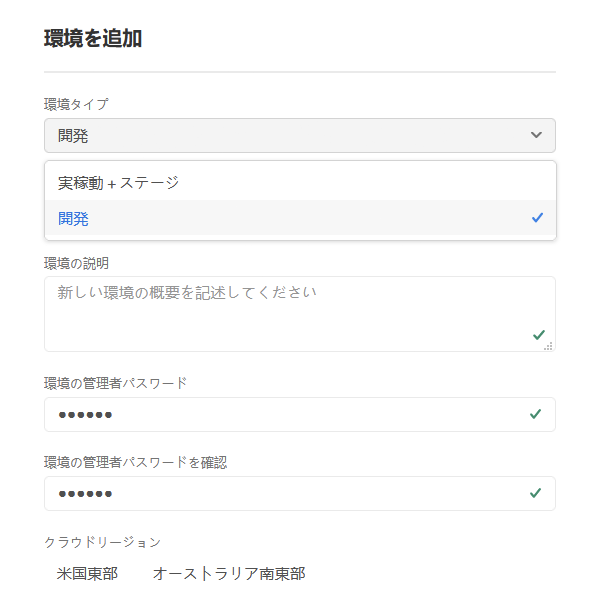 環境を追加
環境タイプ
開発
実稼動 + ステージ
開発
環境の説明
新しい環境の概要を記述してください
環境の管理者パスワード
●●●●●●
環境の管理者パスワードを確認
●●●●●●
クラウドリージョン
米国東部 オーストラリア南東部